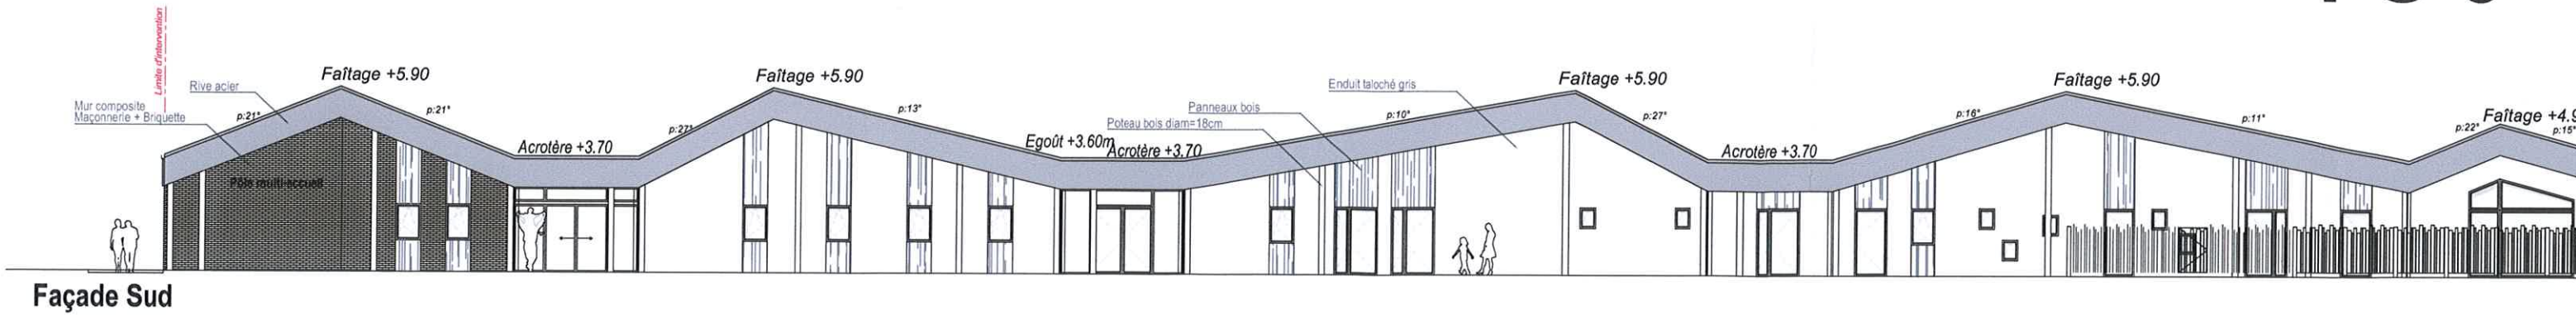 Limite d'intervention
Faîtage +5.90
Faîtage +5.90
Faîtage +5.90
Faîtage +5.90
Faîtage +4.9
Rive acier
Enduit taloché gris
Mur composite
Maçonnerie + Briquette
Panneaux bois
Poteau bois diam=18cm
p:21°
p:21°
p:27°
p:13°
p:10°
p:27°
p:16°
p:11°
p:22°
p:15°
Acrotère +3.70
Egoût +3.60m
Acrotère +3.70
Acrotère +3.70
Pôle multi-accueil
Façade Sud